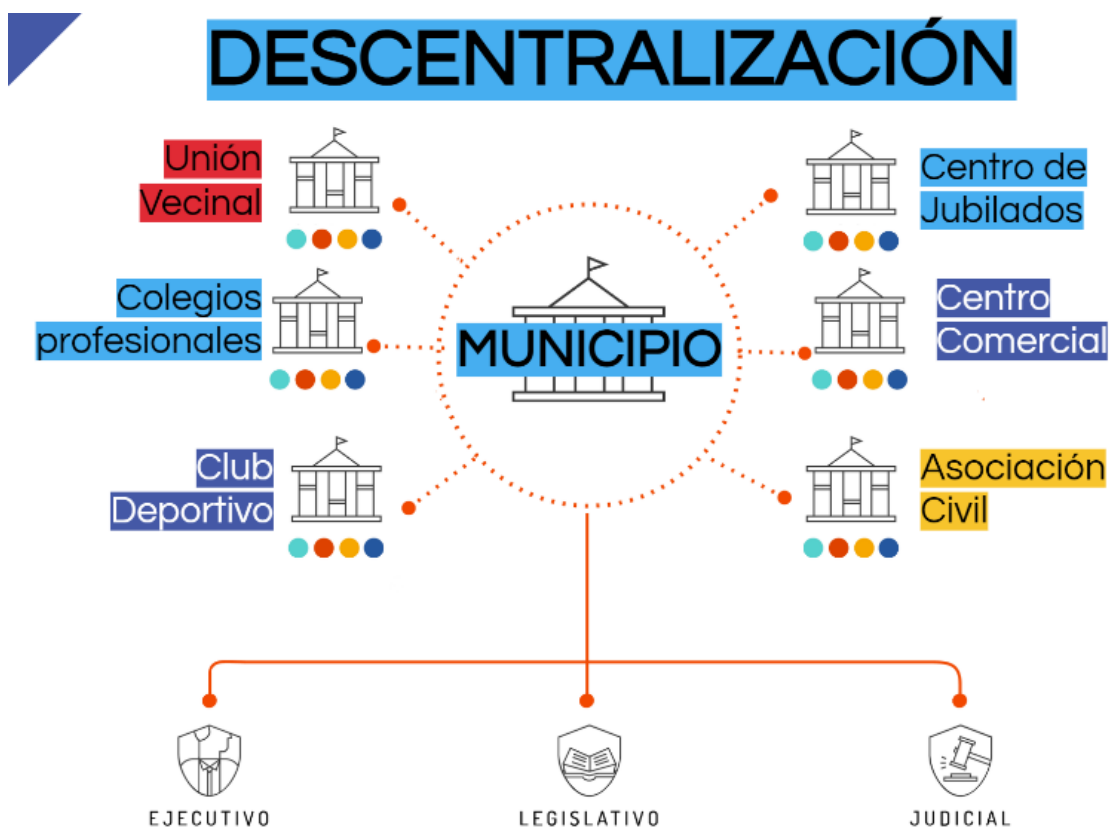 DESCENTRALIZACIÓN
Unión
Vecinal
Centro de
Jubilados
Colegios
profesionales
MUNICIPIO
Centro
Comercial
Club
Deportivo
Asociación
Civil
EJECUTIVO
LEGISLATIVO
JUDICIAL